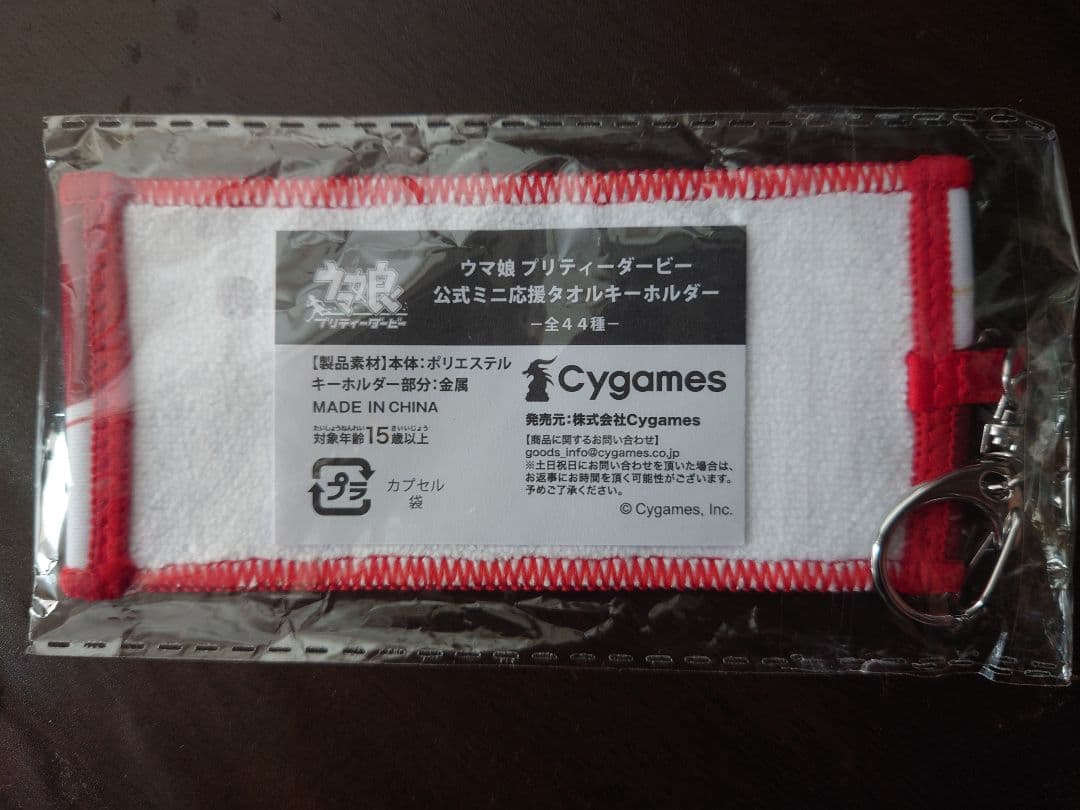 ウマ娘
プリティーダービー
ウマ娘 プリティーダービー
公式ミニ応援タオルキーホルダー
－全44種－
【製品素材】本体：ポリエステル
キーホルダー部分：金属
MADE IN CHINA
たいしょうねんれい さいいじょう
対象年齢15歳以上
プラ
カプセル
袋
Cygames
発売元：株式会社Cygames
【商品に関するお問い合わせ】
goods_info@cygames.co.jp
※土日祝日にお問い合わせを頂いた場合は、
お返事にお時間を頂く可能性がございます。
予めご了承ください。
© Cygames, Inc.